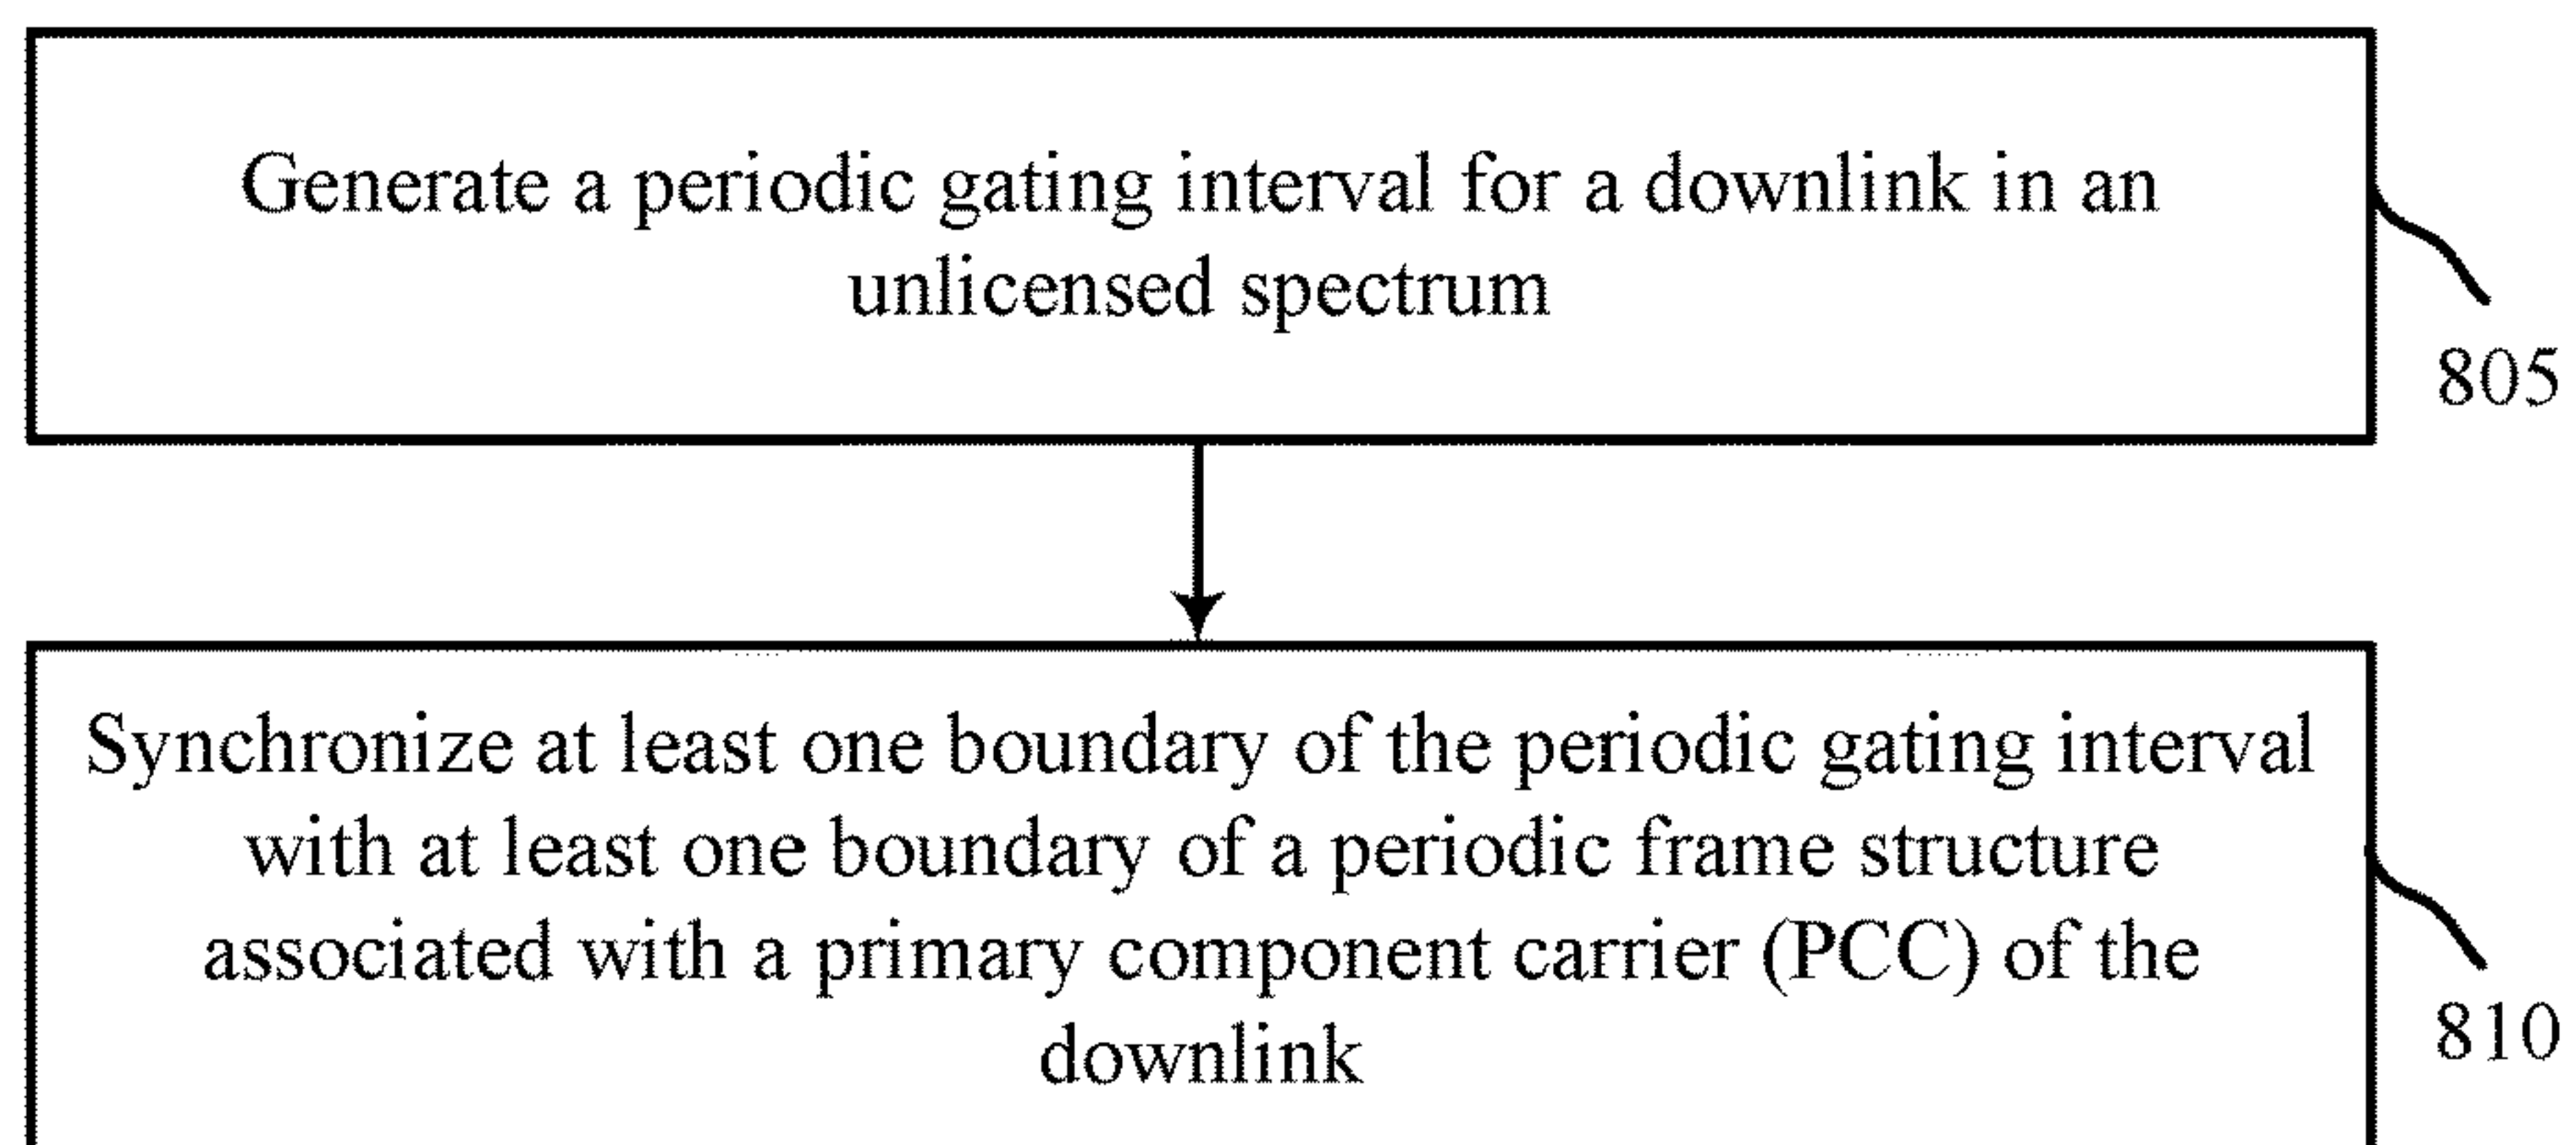 Generate a periodic gating interval for a downlink in an
unlicensed spectrum
805
Synchronize at least one boundary of the periodic gating interval
with at least one boundary of a periodic frame structure
associated with a primary component carrier (PCC) of the
downlink
810